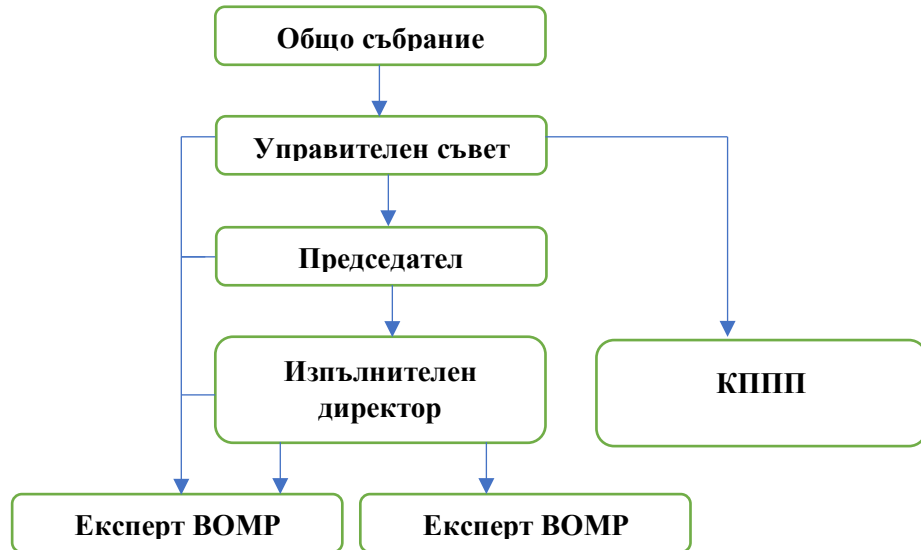 Общо събрание
Управителен съвет
Председател
Изпълнителен
директор
КППП
Експерт ВОМР
Експерт ВОМР